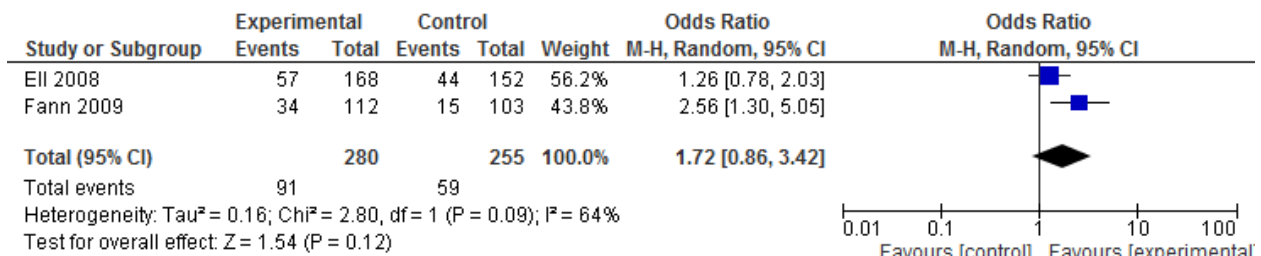 Experimental Control Odds Ratio Odds Ratio
Study or Subgroup Events Total Events Total Weight M-H, Random, 95% CI M-H, Random, 95% CI
Ell 2008 57 168 44 152 56.2% 1.26 [0.78, 2.03]
Fann 2009 34 112 15 103 43.8% 2.56 [1.30, 5.05]
Total (95% CI) 280 255 100.0% 1.72 [0.86, 3.42]
Total events 91 59
Heterogeneity: Tau² = 0.16; Chi² = 2.80, df = 1 (P = 0.09); I² = 64%
Test for overall effect: Z = 1.54 (P = 0.12)
0.01 0.1 1 10 100
Favours [control] Favours [experimental]